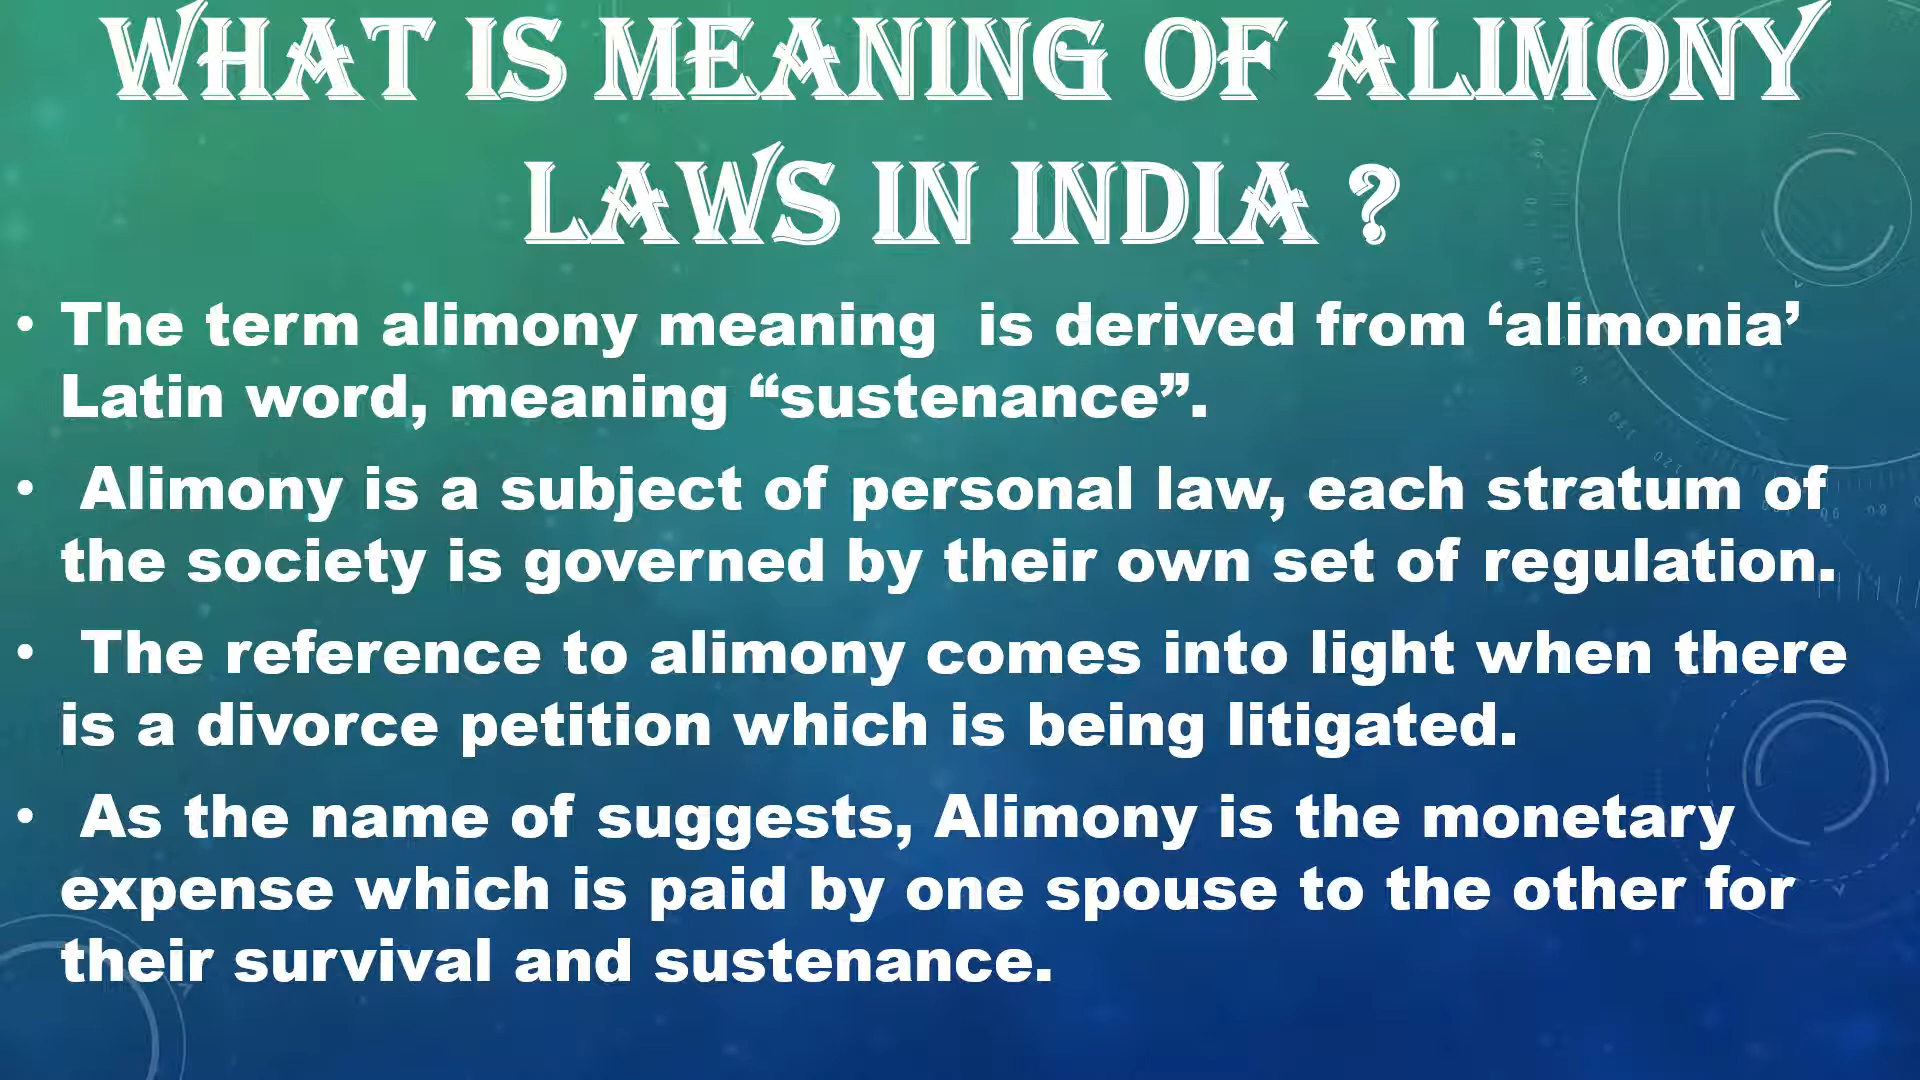 WHAT IS MEANING OF ALIMONY
LAWS IN INDIA ?
• The term alimony meaning  is derived from ‘alimonia’
Latin word, meaning “sustenance”.
• Alimony is a subject of personal law, each stratum of
the society is governed by their own set of regulation.
• The reference to alimony comes into light when there
is a divorce petition which is being litigated.
• As the name of suggests, Alimony is the monetary
expense which is paid by one spouse to the other for
their survival and sustenance.